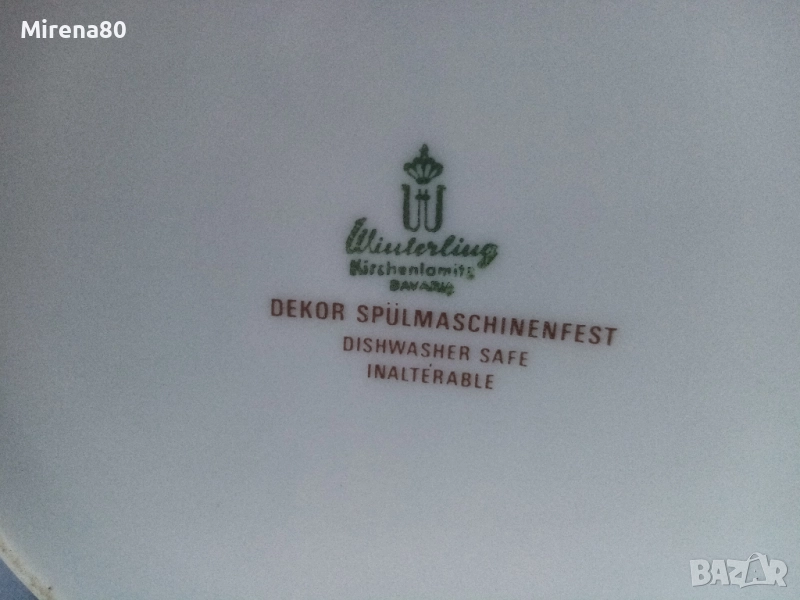 Mirena80
Winterling
Kirchenlamitz
BAVARIA
DEKOR SPÜLMASCHINENFEST
DISHWASHER SAFE
INALTÉRABLE
BAZAR